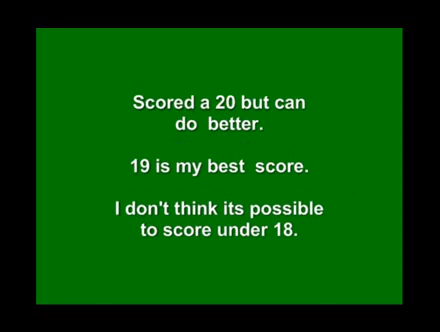 Scored a 20 but can
do better.
19 is my best score.
I don't think its possible
to score under 18.